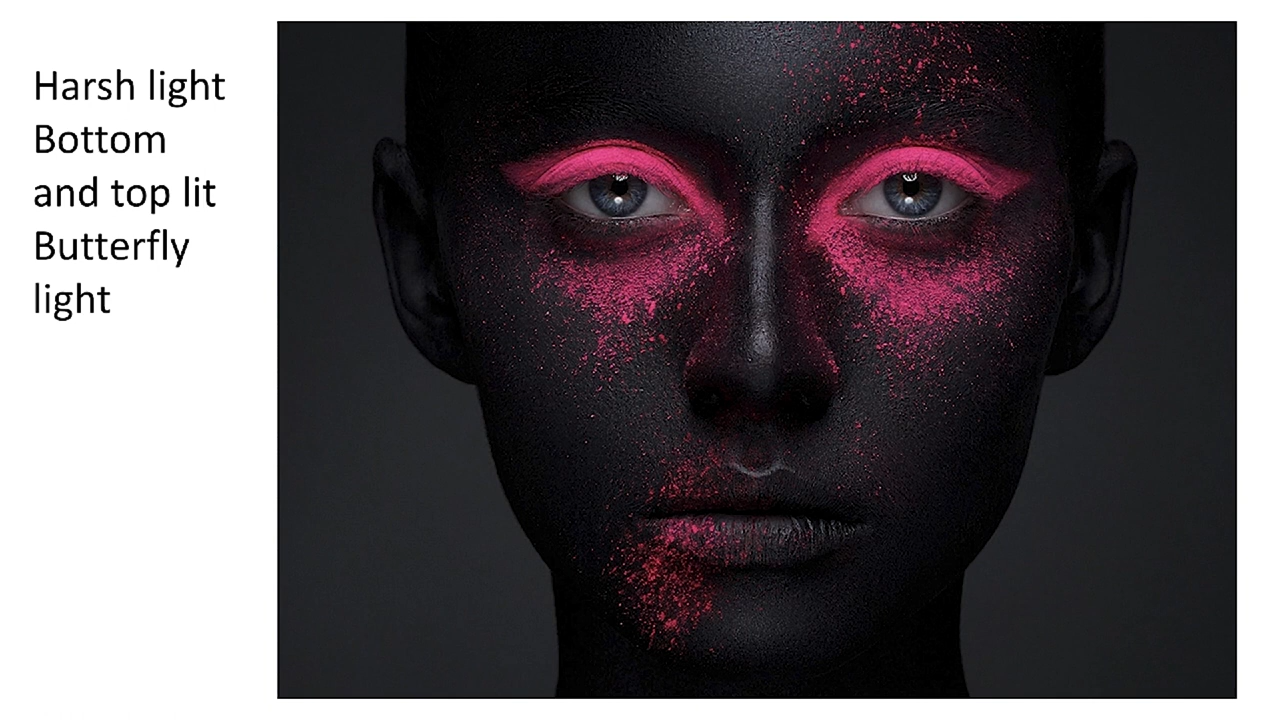 Harsh light
Bottom
and top lit
Butterfly
light